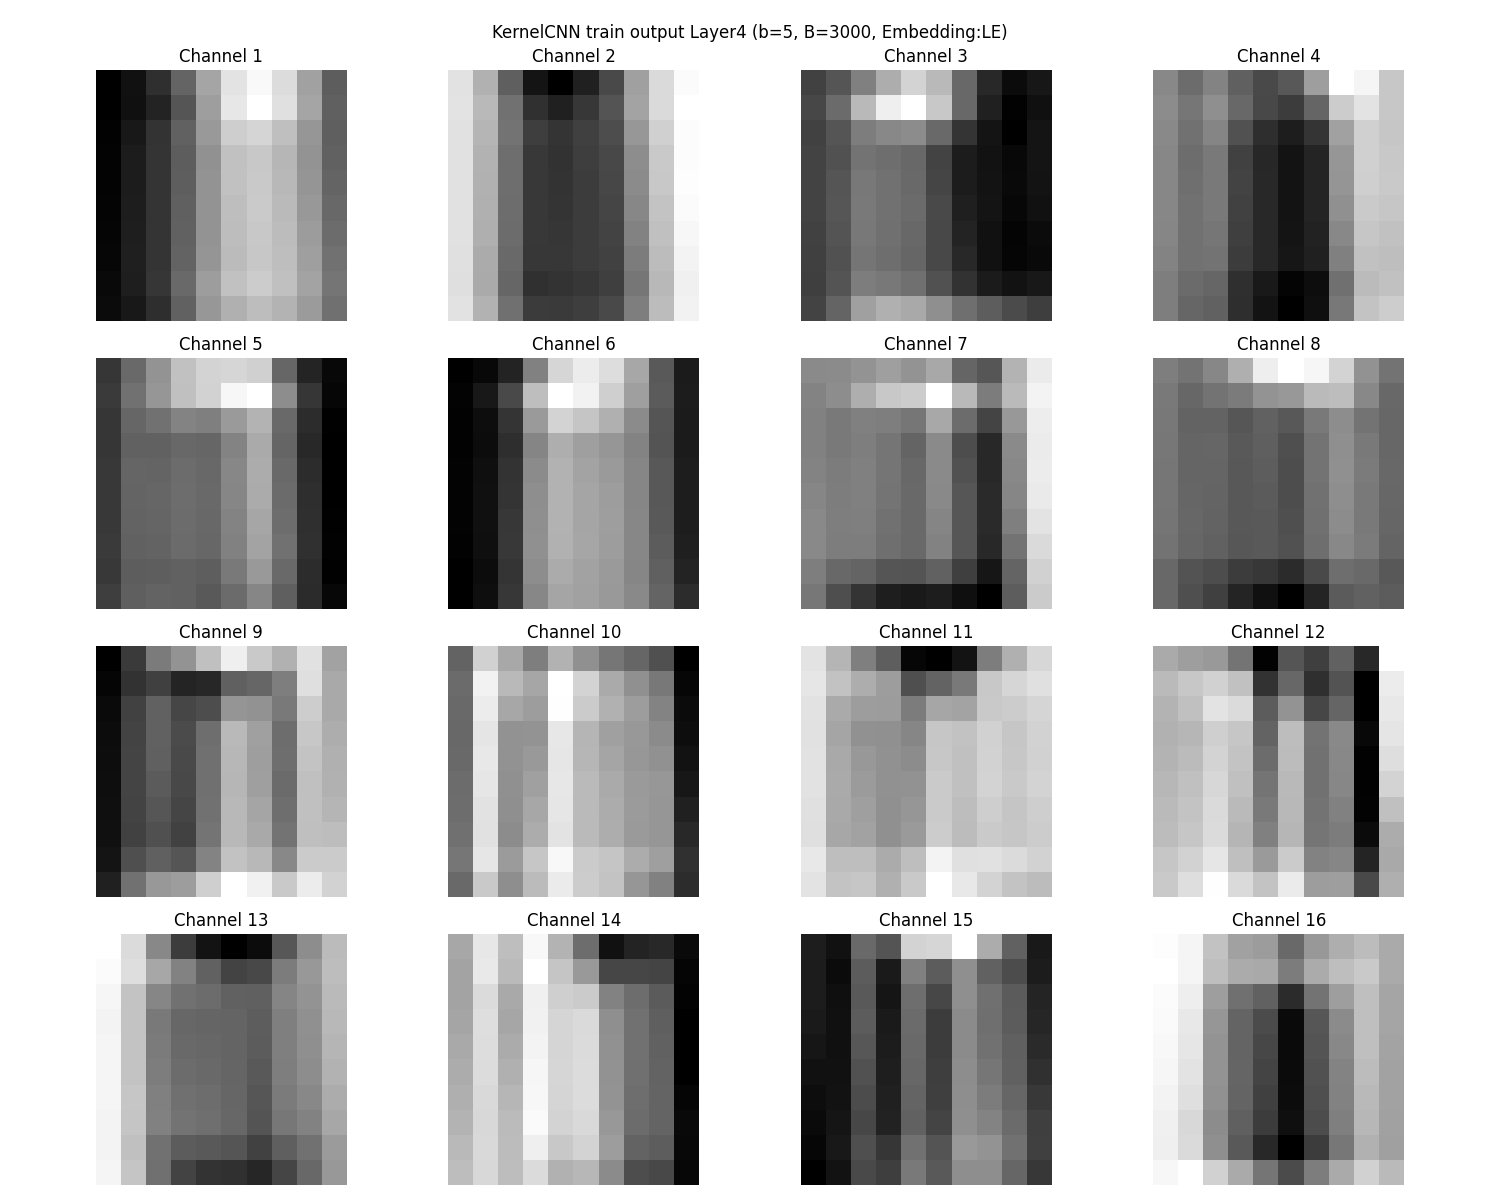 KernelCNN train output Layer4 (b=5, B=3000, Embedding:LE)
Channel 1 Channel 2 Channel 3 Channel 4
Channel 5 Channel 6 Channel 7 Channel 8
Channel 9 Channel 10 Channel 11 Channel 12
Channel 13 Channel 14 Channel 15 Channel 16